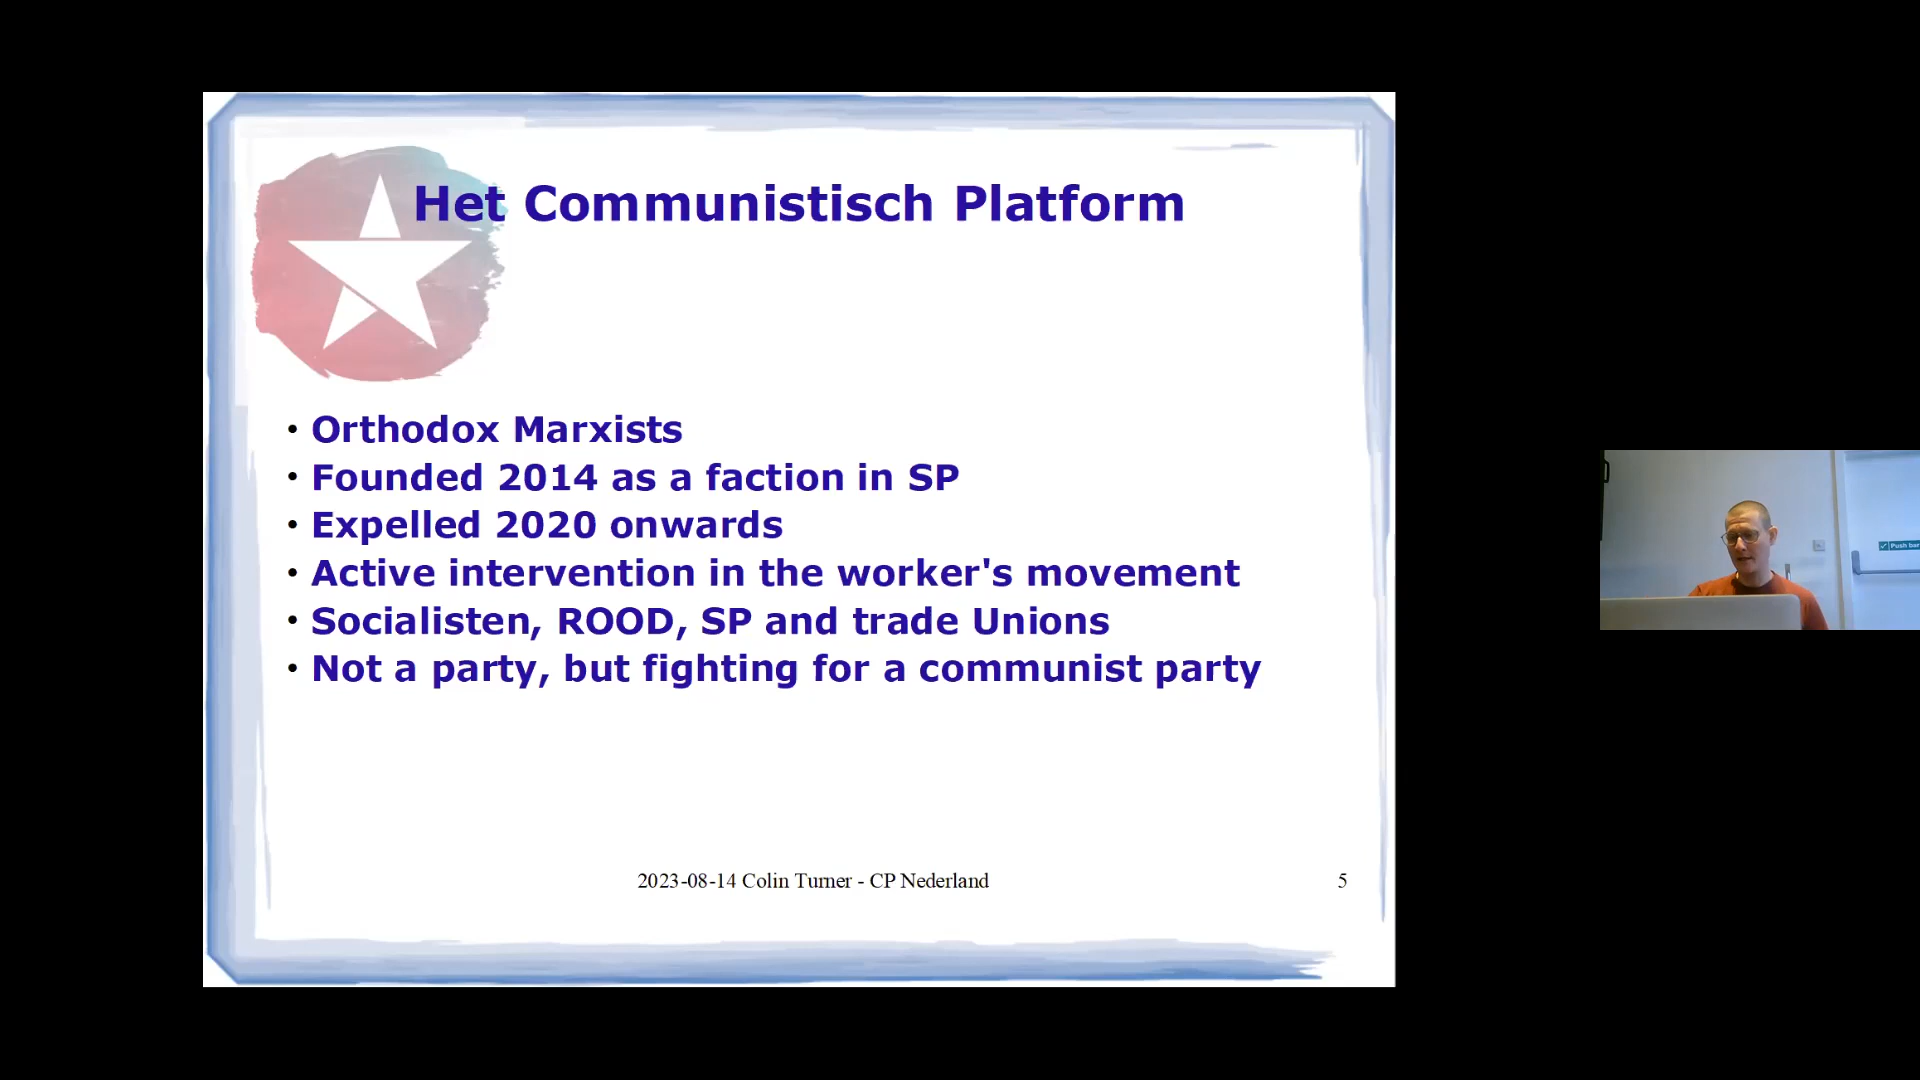 Het Communistisch Platform
• Orthodox Marxists
• Founded 2014 as a faction in SP
• Expelled 2020 onwards
• Active intervention in the worker's movement
• Socialisten, ROOD, SP and trade Unions
• Not a party, but fighting for a communist party
2023-08-14 Colin Turner - CP Nederland
5
Push bar